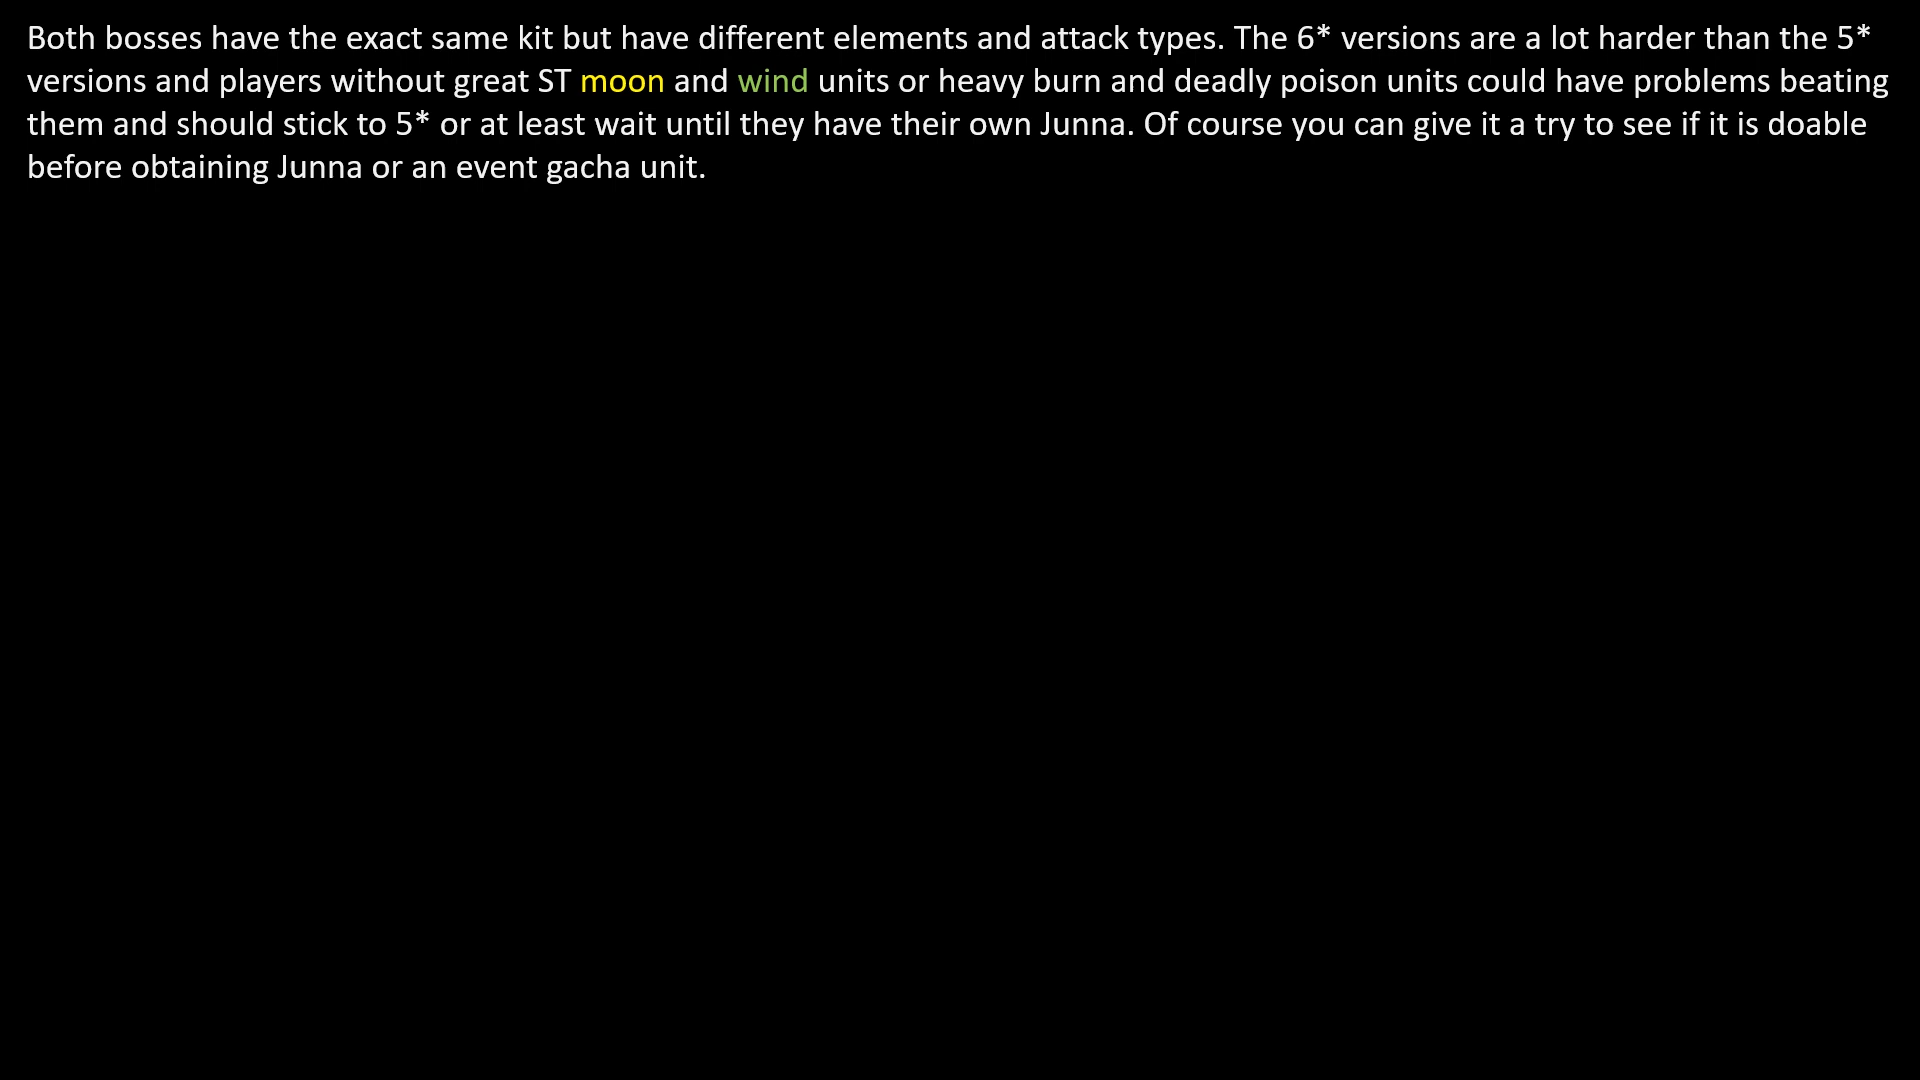 Both bosses have the exact same kit but have different elements and attack types. The 6* versions are a lot harder than the 5*
versions and players without great ST moon and wind units or heavy burn and deadly poison units could have problems beating
them and should stick to 5* or at least wait until they have their own Junna. Of course you can give it a try to see if it is doable
before obtaining Junna or an event gacha unit.